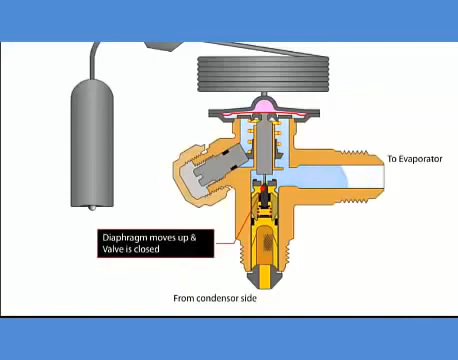 To Evaporator
Diaphragm moves up &
Valve is closed
From condensor side